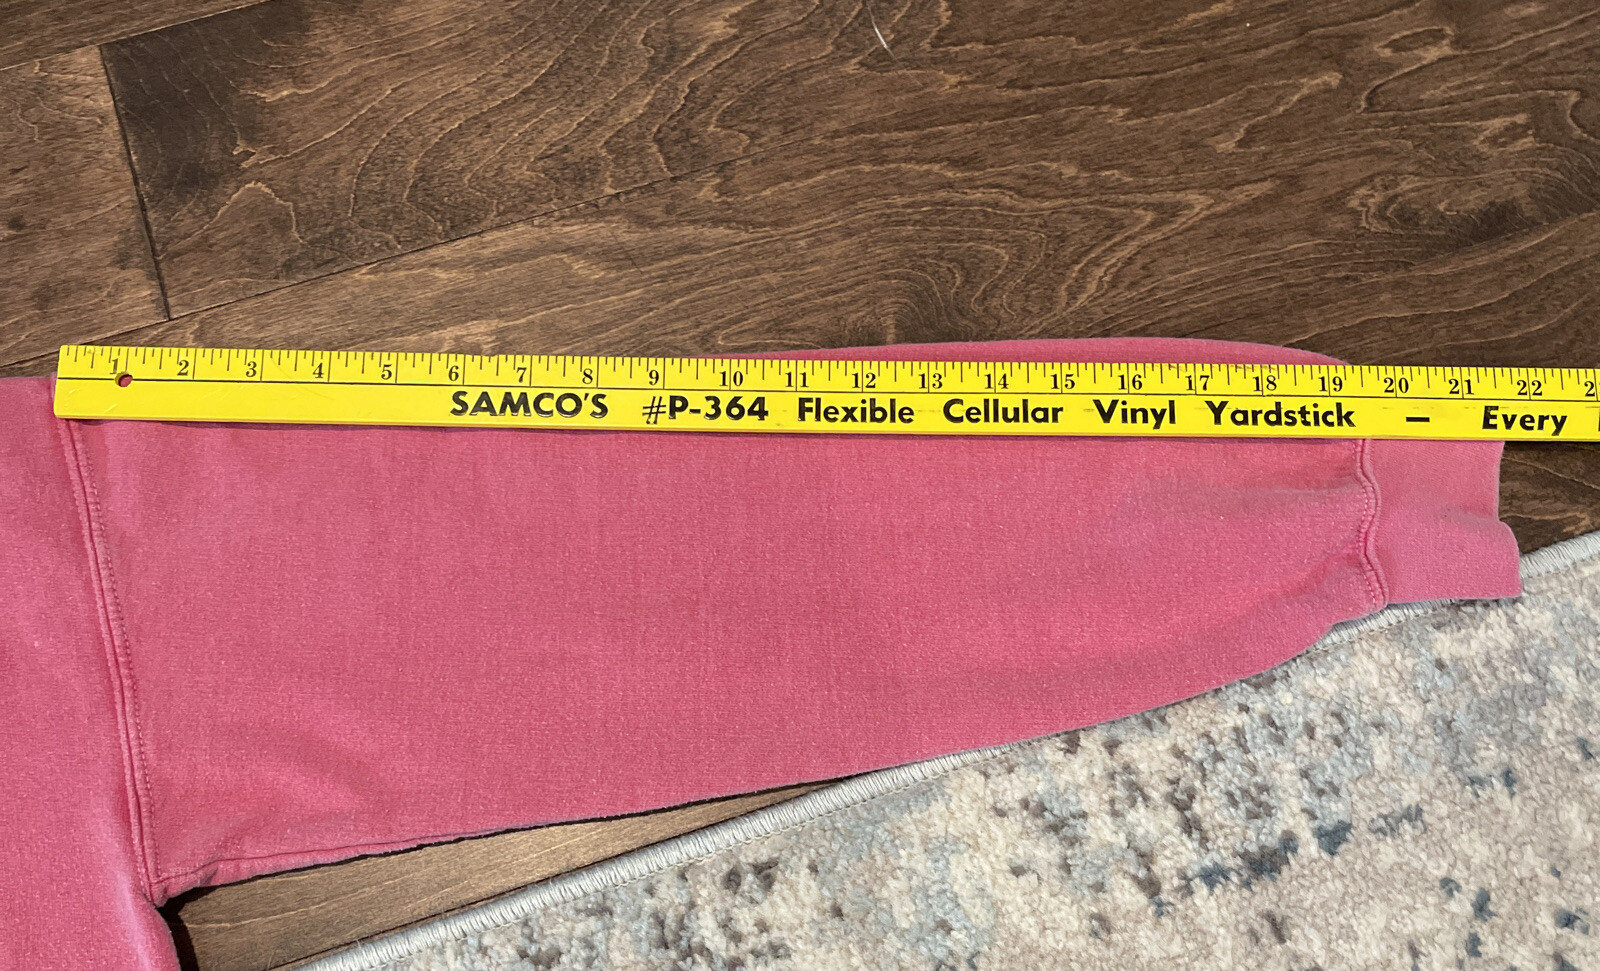 1 2 3 4 5 6 7 8 9 10 11 12 13 14 15 16 17 18 19 20 21 22
SAMCO'S #P-364 Flexible Cellular Vinyl Yardstick — Every